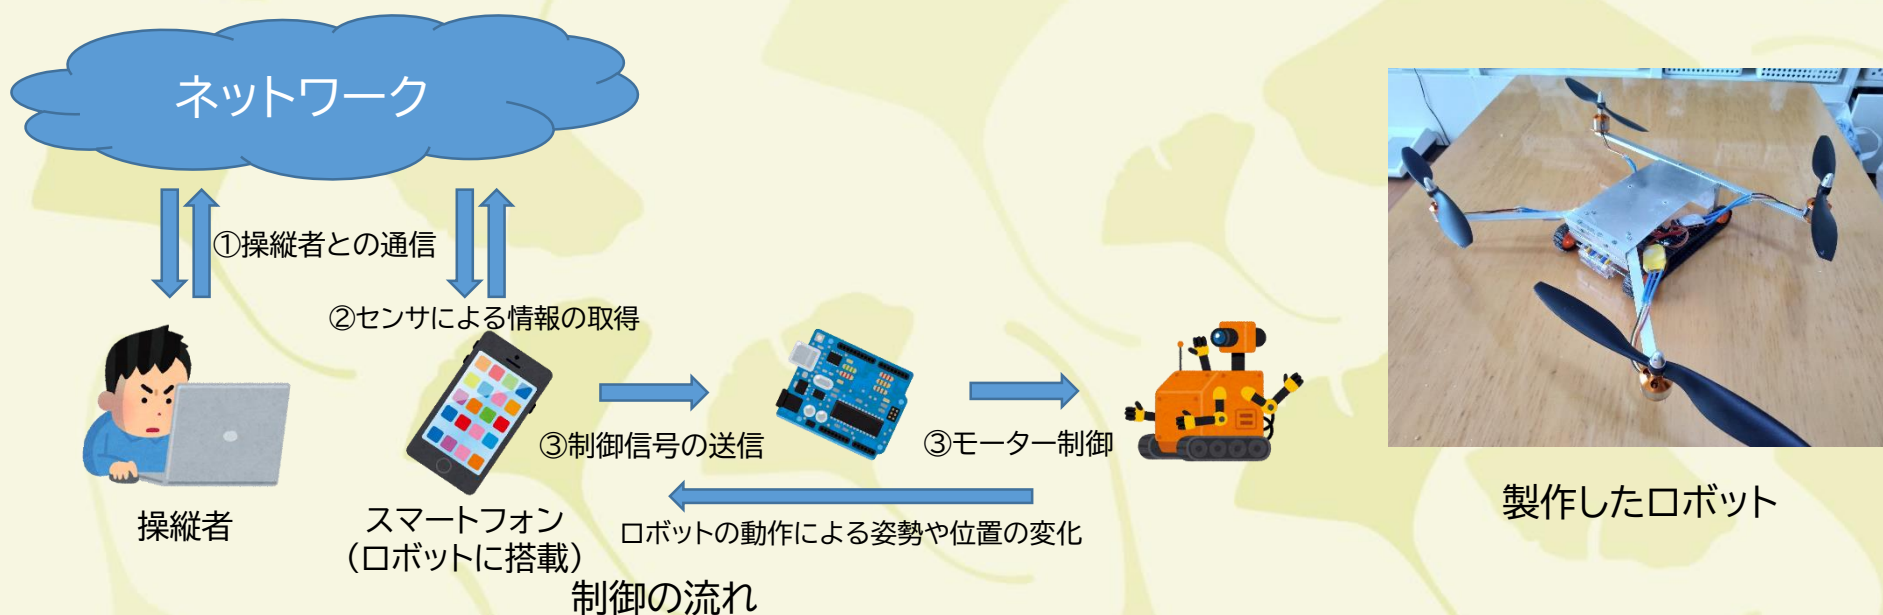 ネットワーク
①操縦者との通信
②センサによる情報の取得
③制御信号の送信
③モーター制御
操縦者
スマートフォン
（ロボットに搭載）
ロボットの動作による姿勢や位置の変化
制御の流れ
製作したロボット